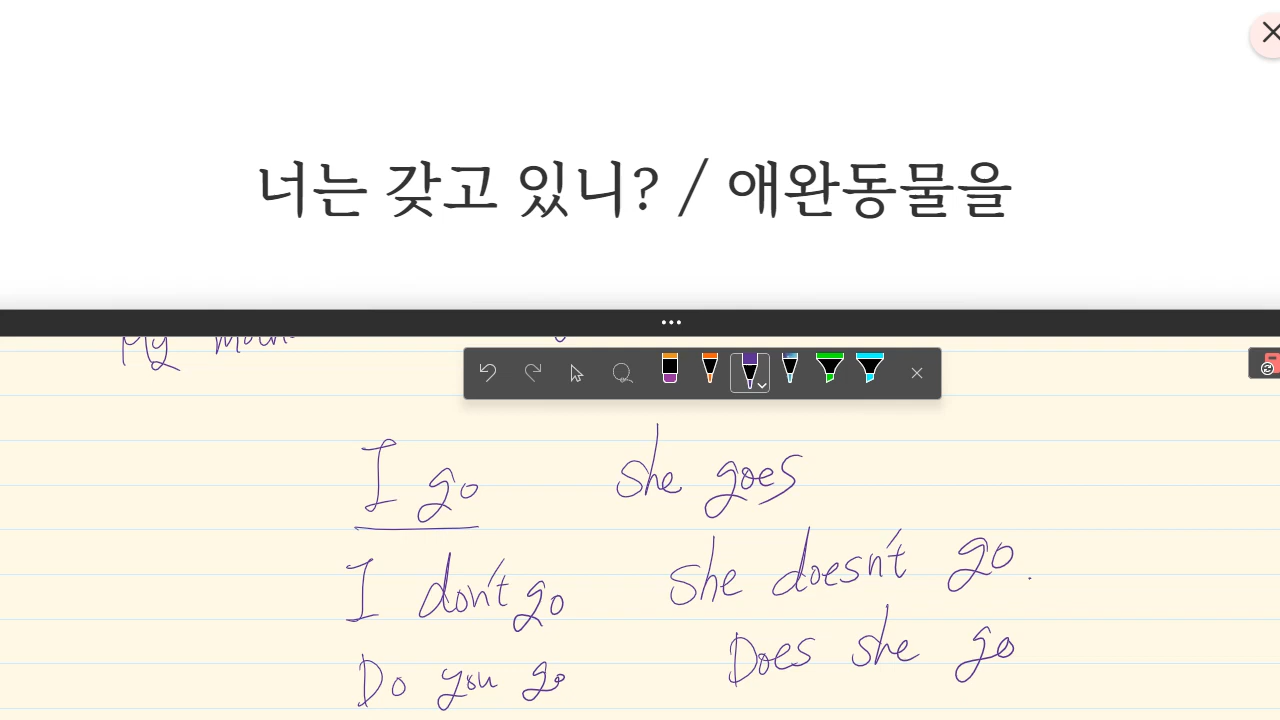 너는 갖고 있니? / 애완동물을
My
I go she goes
I don't go she doesn't go.
Do you go Does she go